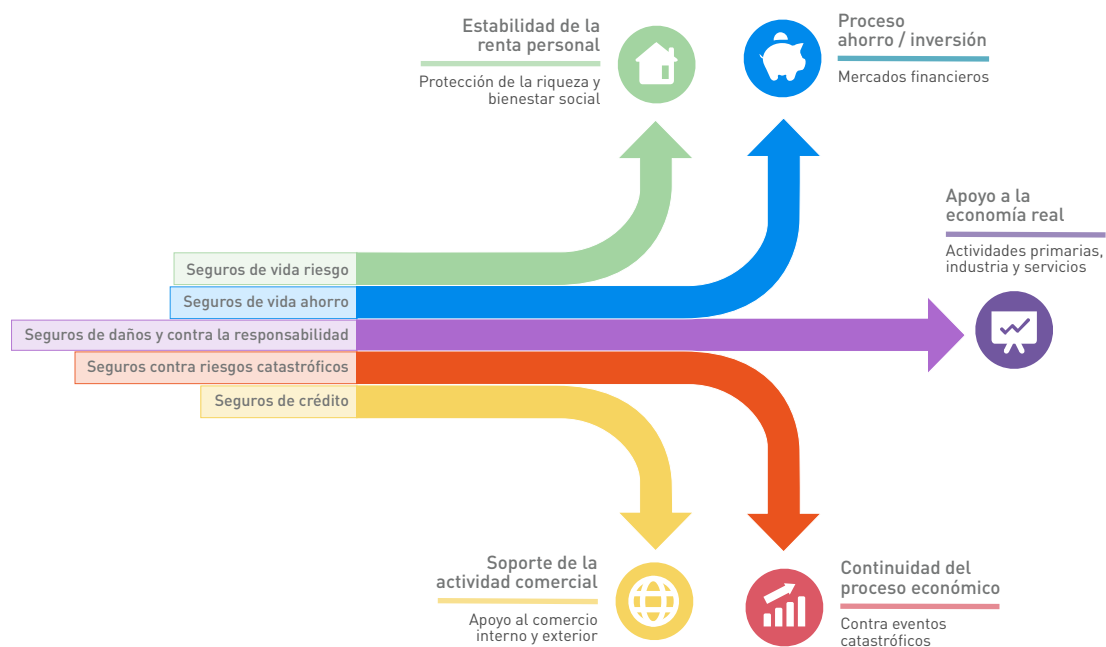 Estabilidad de la
renta personal
Protección de la riqueza y
bienestar social
Proceso
ahorro / inversión
Mercados financieros
Apoyo a la
economía real
Actividades primarias,
industria y servicios
Seguros de vida riesgo
Seguros de vida ahorro
Seguros de daños y contra la responsabilidad
Seguros contra riesgos catastróficos
Seguros de crédito
Soporte de la
actividad comercial
Apoyo al comercio
interno y exterior
Continuidad del
proceso económico
Contra eventos
catastróficos